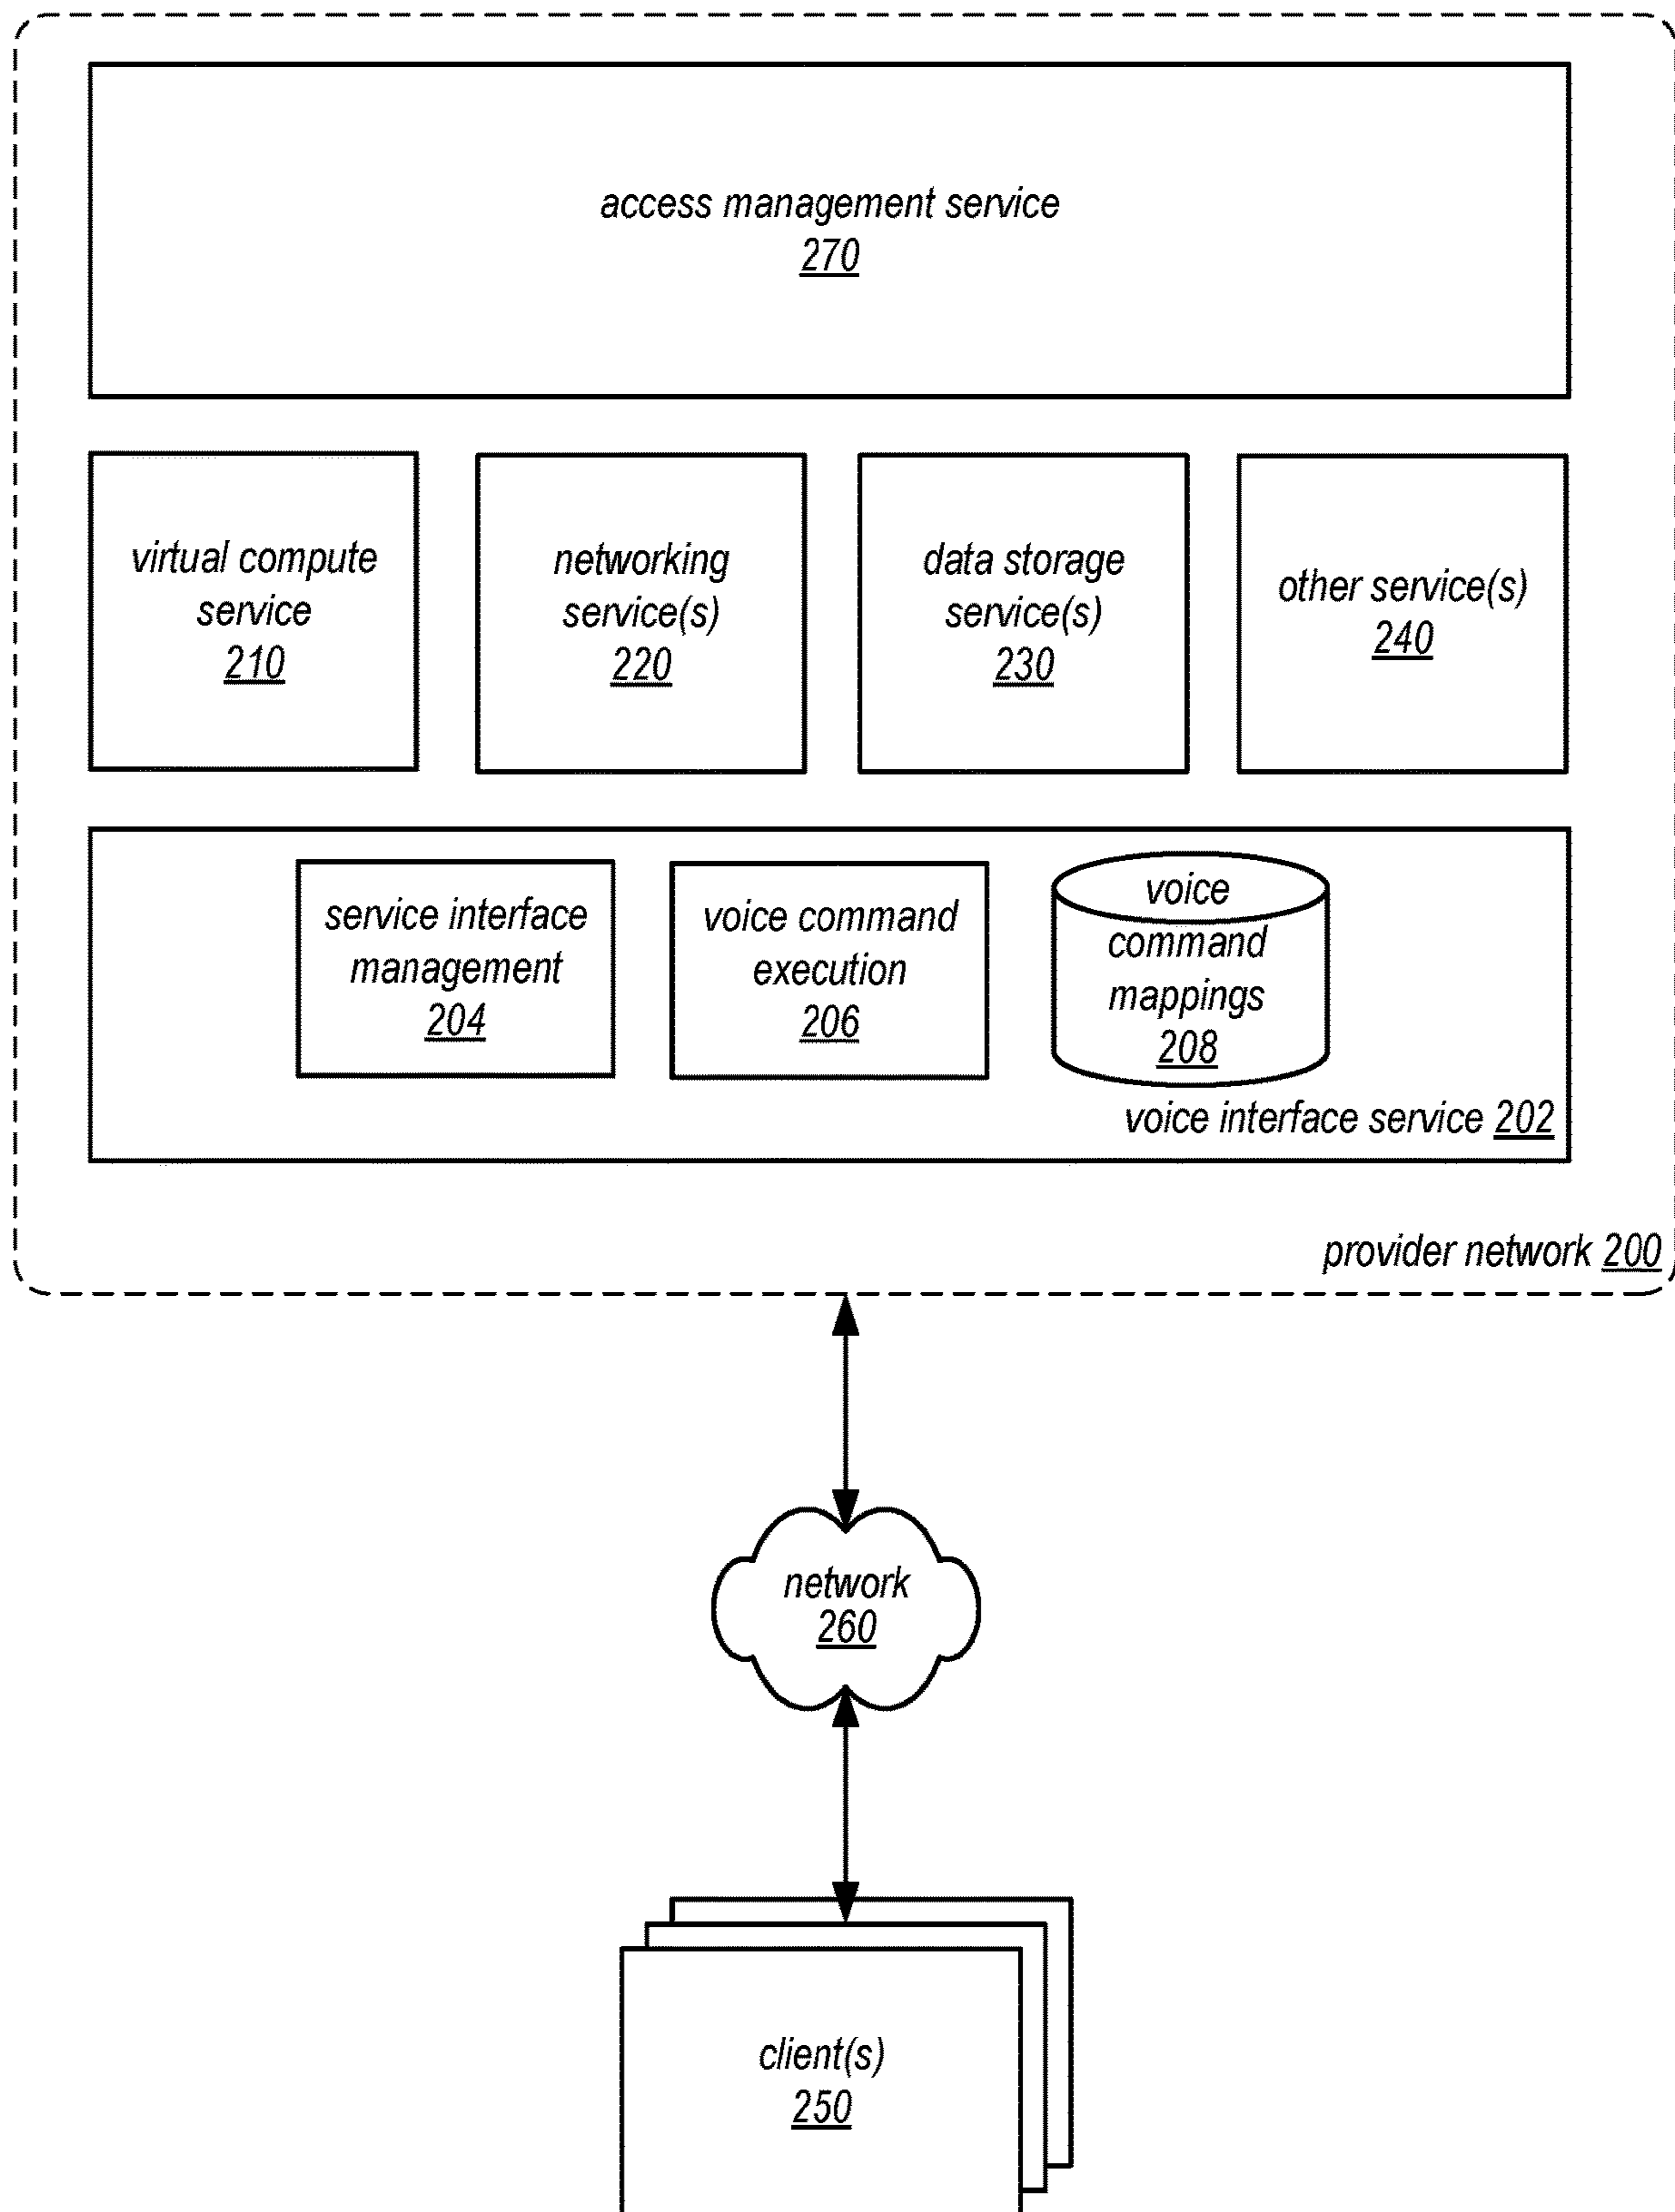 access management service
270
virtual compute
service
210
networking
service(s)
220
data storage
service(s)
230
other service(s)
240
service interface
management
204
voice command
execution
206
voice
command
mappings
208
voice interface service 202
provider network 200
network
260
client(s)
250